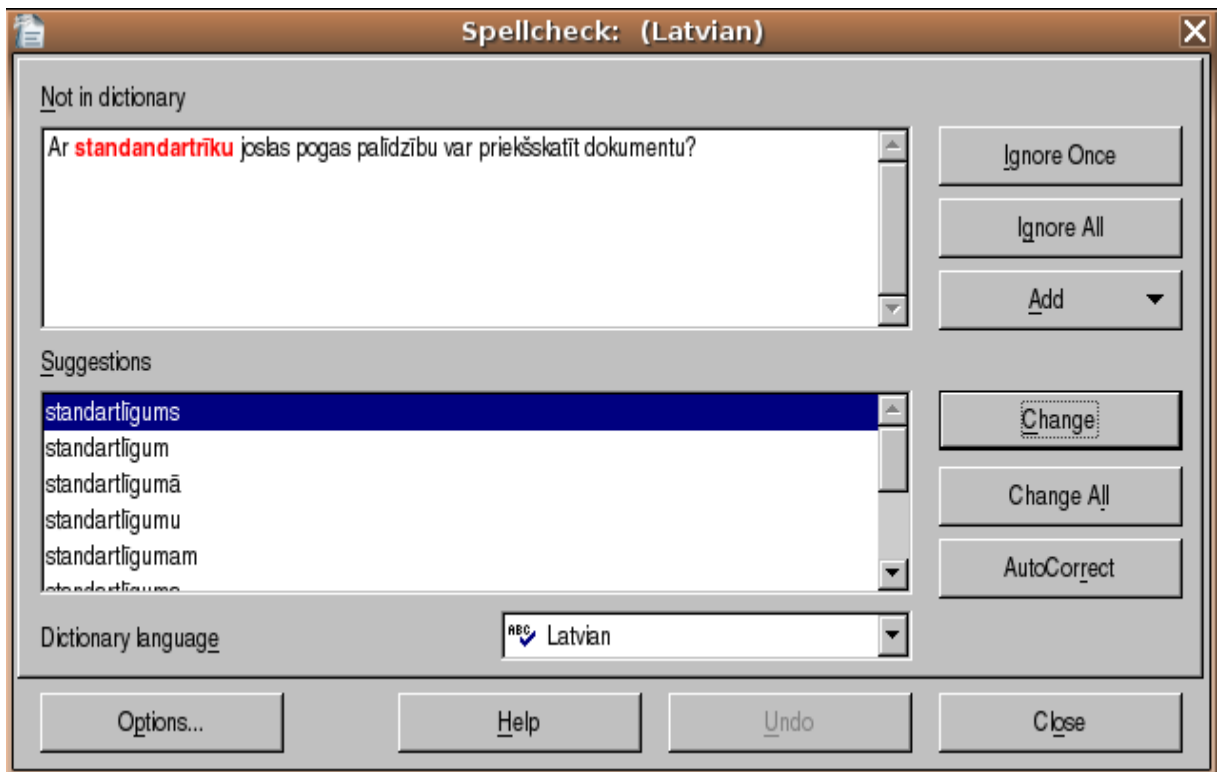 Spellcheck: (Latvian)
Not in dictionary
Ar standandartrīku joslas pogas palīdzību var priekšskatīt dokumentu?
Ignore Once
Ignore All
Add
Suggestions
standartlīgums
standartlīgum
standartlīgumā
standartlīgumu
standartlīgumam
Change
Change All
AutoCorrect
Dictionary language
ABC Latvian
Options...
Help
Undo
Close